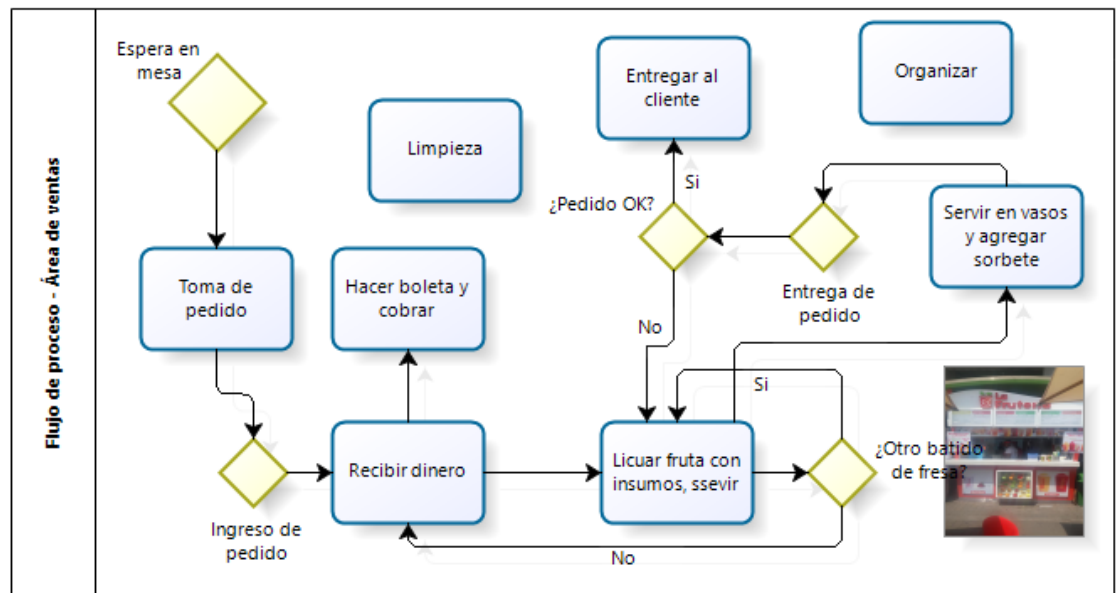 Flujo de proceso - Área de ventas
Espera en
mesa
Toma de
pedido
Ingreso de
pedido
Limpieza
Hacer boleta y
cobrar
Recibir dinero
Entregar al
cliente
Si
¿Pedido OK?
No
Entrega de
pedido
Organizar
Servir en vasos
y agregar
sorbete
Licuar fruta con
insumos, ssevir
Si
¿Otro batido
de fresa?
No